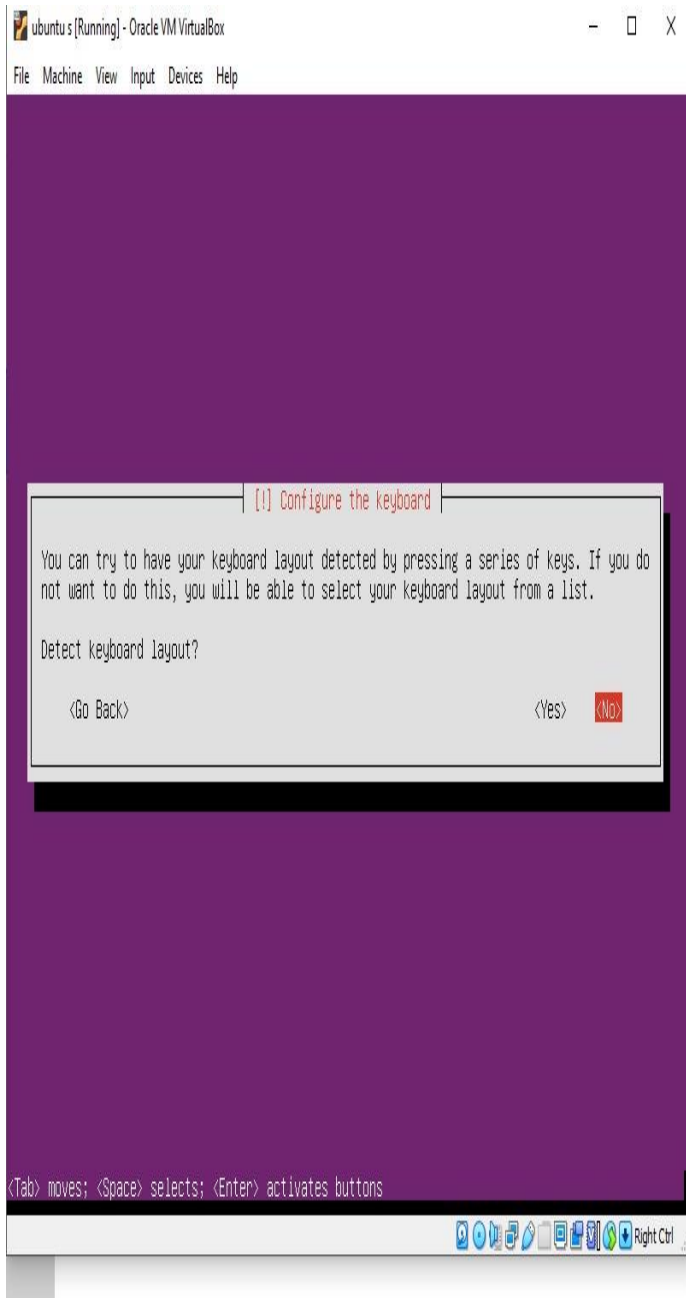 ubuntu s [Running] - Oracle VM VirtualBox
File Machine View Input Devices Help
[!] Configure the keyboard
You can try to have your keyboard layout detected by pressing a series of keys. If you do
not want to do this, you will be able to select your keyboard layout from a list.
Detect keyboard layout?
<Go Back> <Yes> <No>
<Tab> moves; <Space> selects; <Enter> activates buttons
Right Ctrl